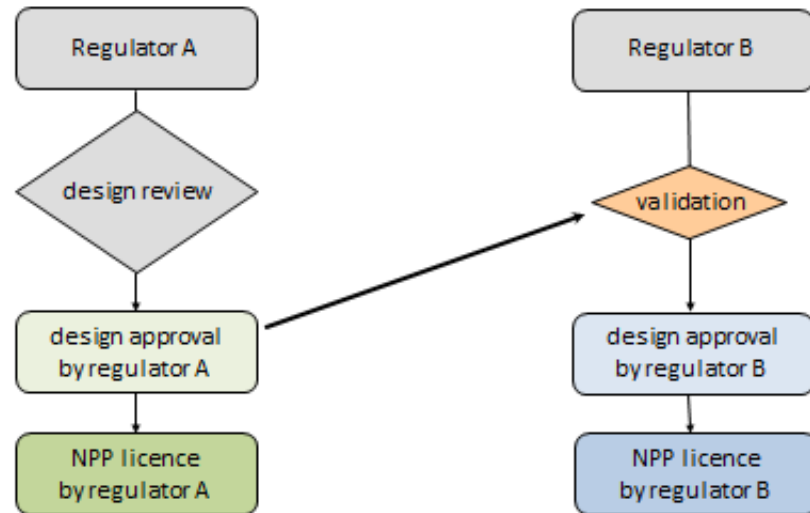 Regulator A
Regulator B
design review
validation
design approval
by regulator A
design approval
by regulator B
NPP licence
by regulator A
NPP licence
by regulator B